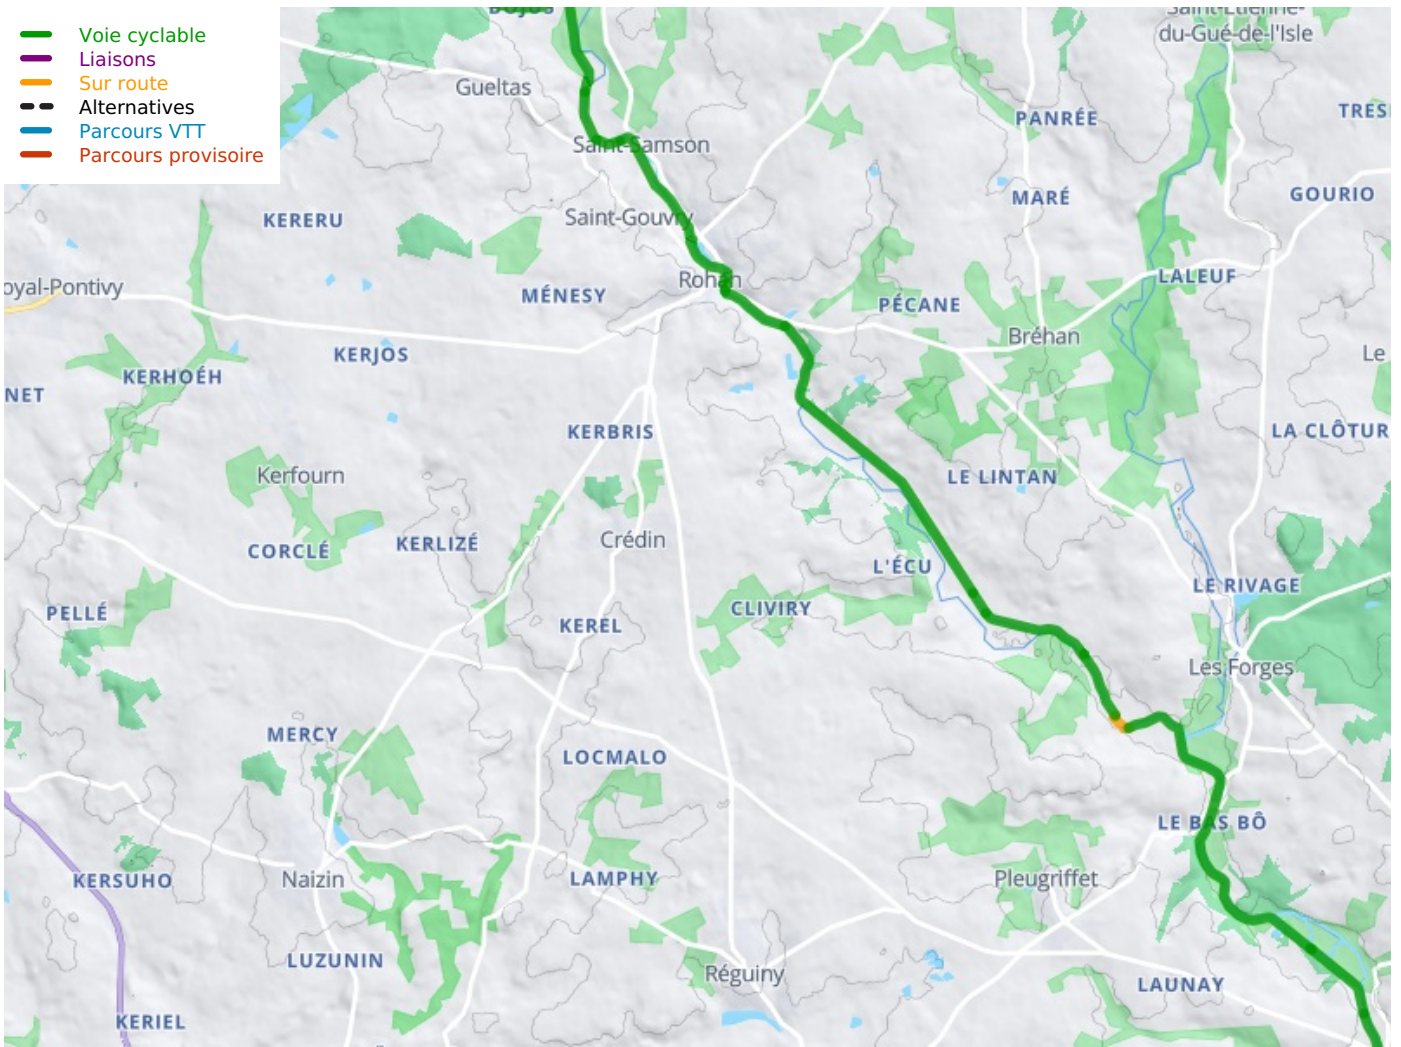 Voie cyclable
Liaisons
Sur route
Alternatives
Parcours VTT
Parcours provisoire
du-Gué-de-l'Isle
Gueltas
PANRÉE
Saint-Samson
MARÉ
GOURIO
KERERU
Saint-Gouvry
LALEUF
Rohan
oyal-Pontivy
MÉNESY
PÉCANE
Bréhan
KERJOS
Le
KERHOÉH
NET
KERBRIS
LA CLÔTUR
Kerfourn
LE LINTAN
Crédin
KERLIZÉ
CORCLÉ
L'ÉCU
LE RIVAGE
PELLÉ
CLIVIRY
KEREL
Les Forges
MERCY
LOCMALO
LE BAS BÔ
KERSUHO
Naizin
LAMPHY
Pleugriffet
LUZUNIN
Réguiny
LAUNAY
KERIEL